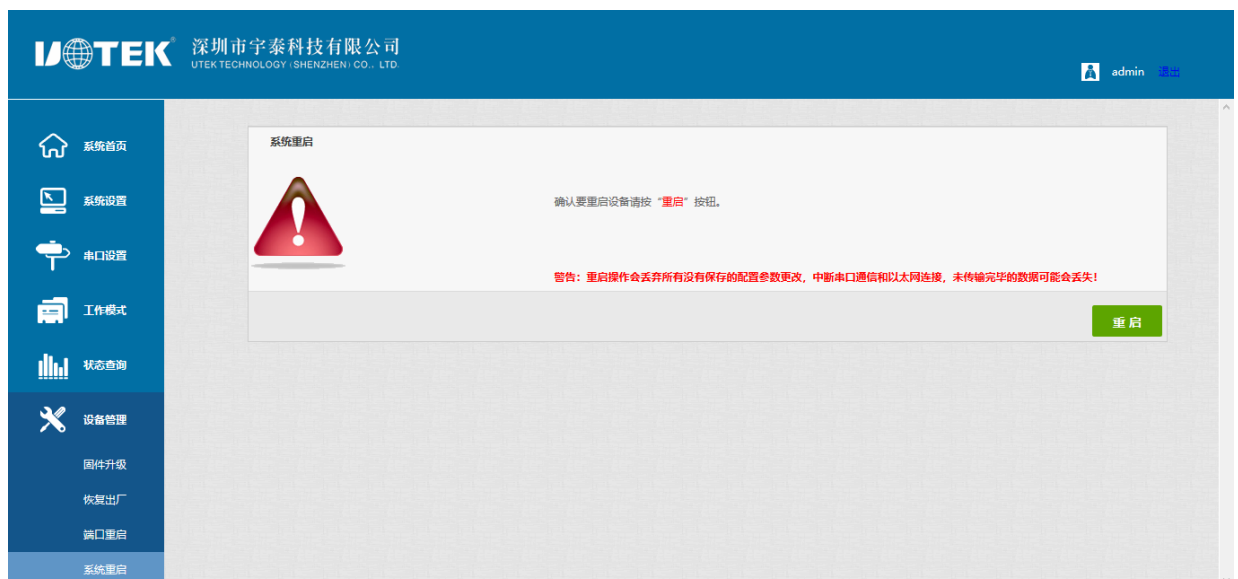 UTEK®
深圳市宇泰科技有限公司
UTEK TECHNOLOGY (SHENZHEN) CO., LTD.
admin 退出
系统首页
系统设置
串口设置
工作模式
状态查询
设备管理
固件升级
恢复出厂
端口重启
系统重启
系统重启
确认要重启设备请按“重启”按钮。
警告：重启操作会丢弃所有没有保存的配置参数更改，中断串口通信和以太网连接，未传输完毕的数据可能会丢失！
重启